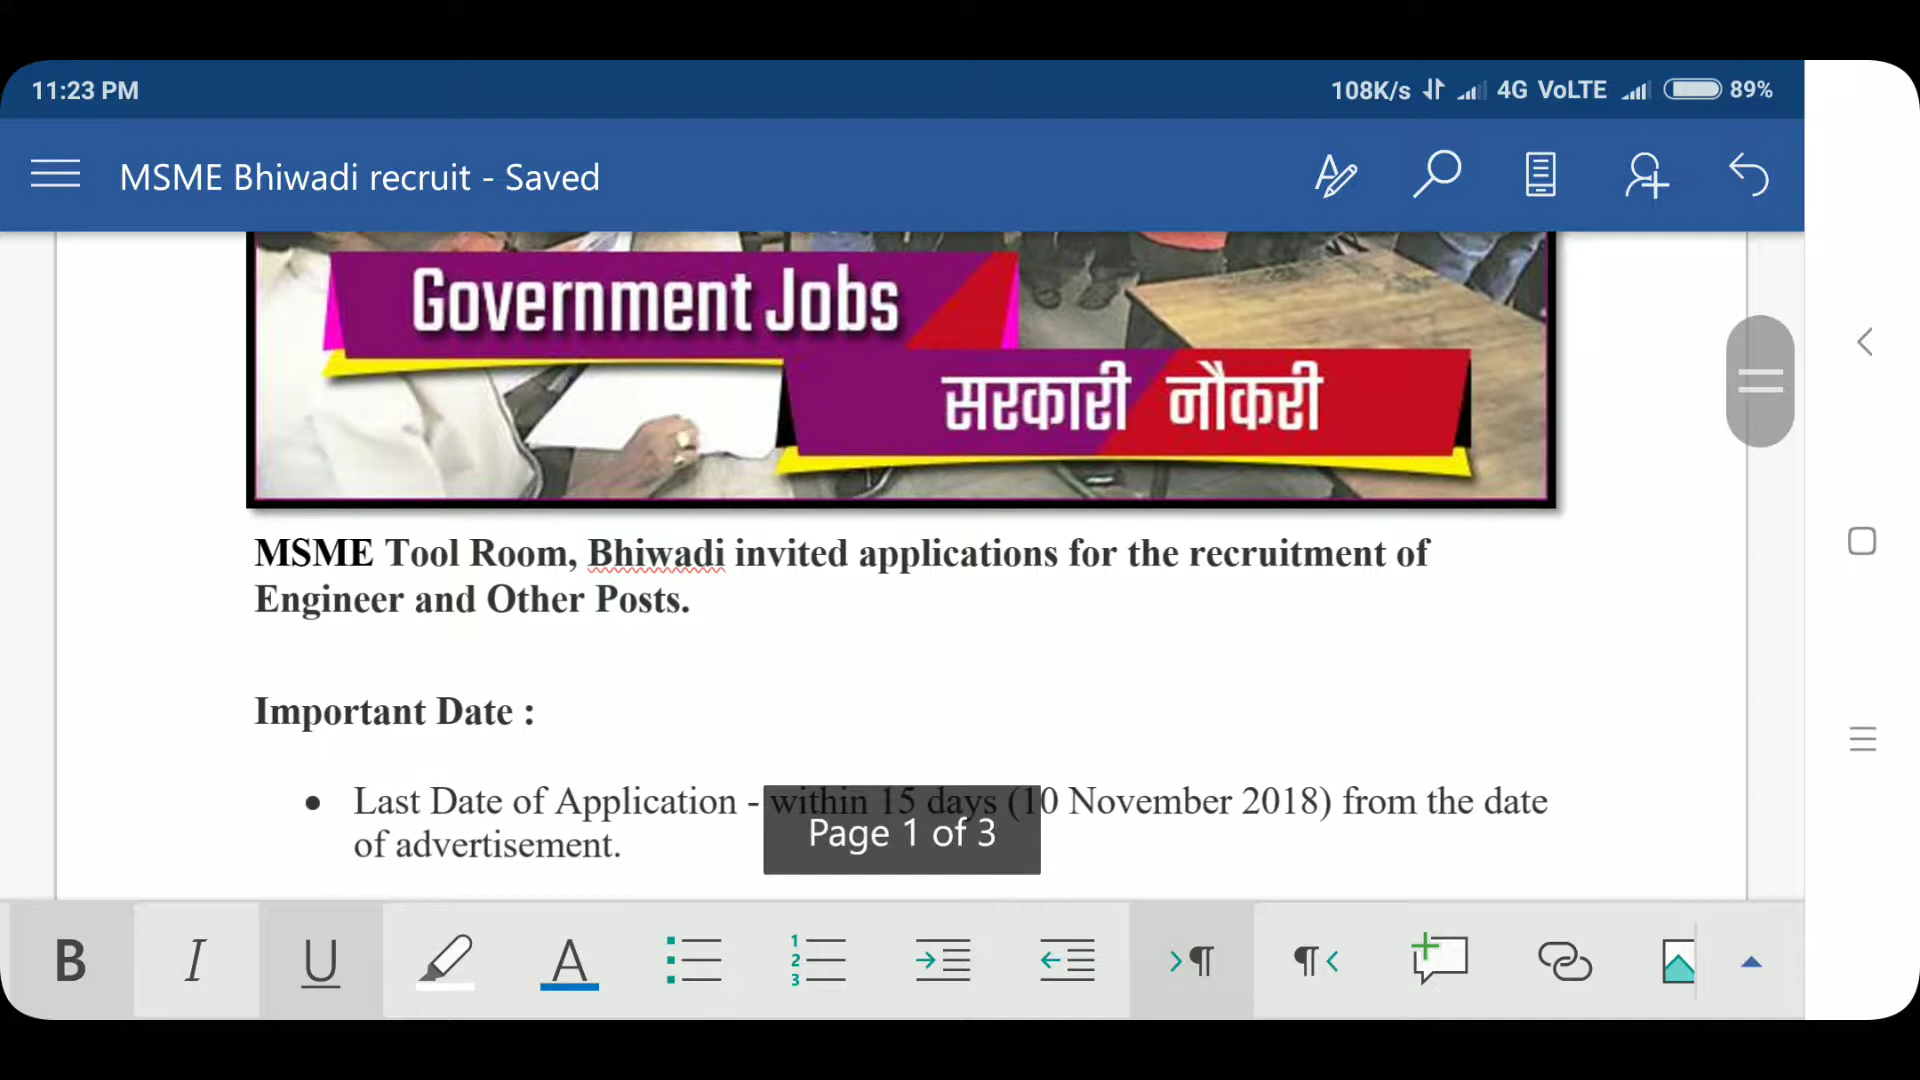 11:23 PM
108K/s 4G VoLTE 89%
MSME Bhiwadi recruit - Saved
Government Jobs
सरकारी नौकरी
MSME Tool Room, Bhiwadi invited applications for the recruitment of
Engineer and Other Posts.
Important Date :
• Last Date of Application - within 15 days (10 November 2018) from the date
of advertisement.
Page 1 of 3
B I U A